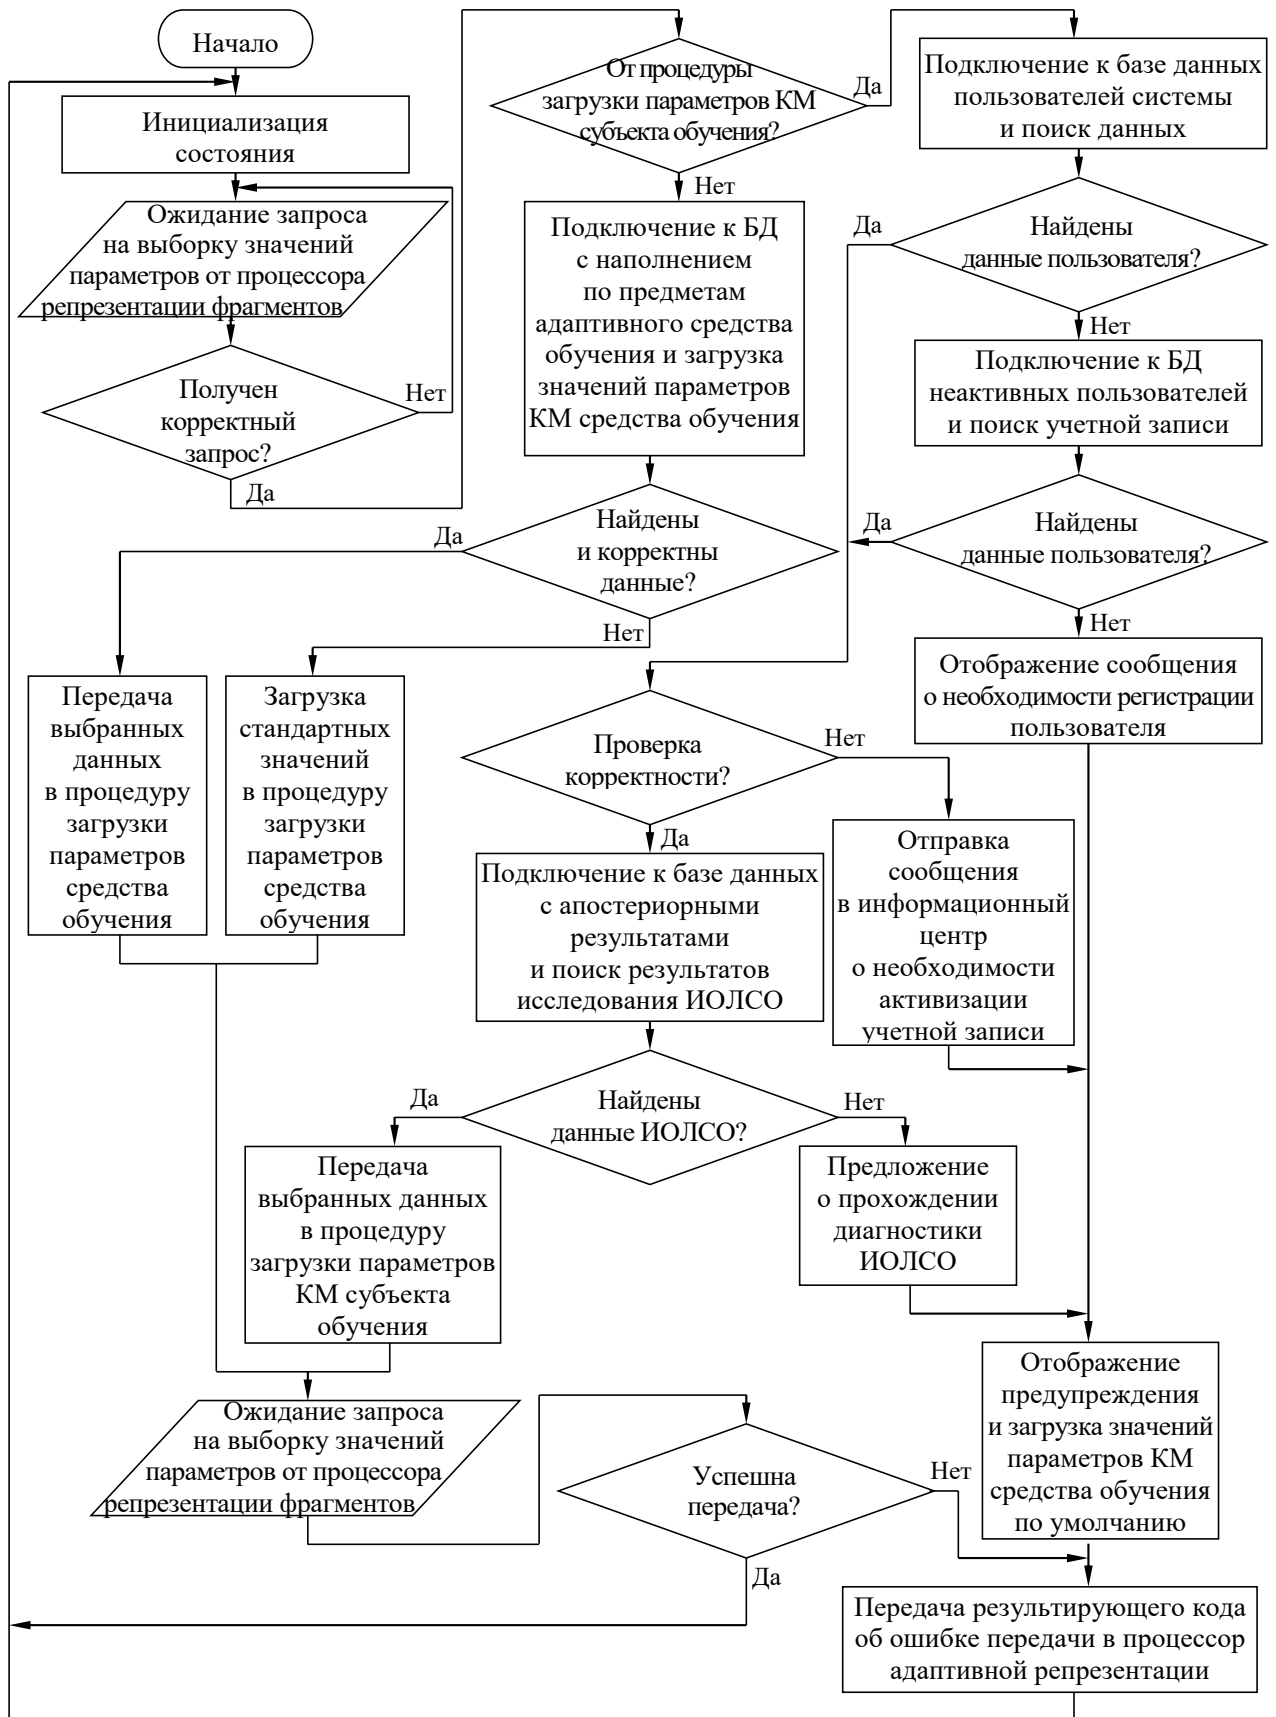 Начало
Инициализация
состояния
Ожидание запроса
на выборку значений
параметров от процессора
репрезентации фрагментов
Получен
корректный
запрос?
Нет
Да
От процедуры
загрузки параметров КМ
субъекта обучения?
Да
Нет
Подключение к базе данных
пользователей системы
и поиск данных
Найдены
данные пользователя?
Да
Нет
Подключение к БД
с наполнением
по предметам
адаптивного средства
обучения и загрузка
значений параметров
КМ средства обучения
Подключение к БД
неактивных пользователей
и поиск учетной записи
Найдены
данные пользователя?
Да
Нет
Найдены
и корректны
данные?
Да
Нет
Отображение сообщения
о необходимости регистрации
пользователя
Передача
выбранных
данных
в процедуру
загрузки
параметров
средства
обучения
Загрузка
стандартных
значений
в процедуру
загрузки
параметров
средства
обучения
Проверка
корректности?
Нет
Да
Подключение к базе данных
с апостериорными
результатами
и поиск результатов
исследования ИОЛСО
Отправка
сообщения
в информационный
центр
о необходимости
активизации
учетной записи
Найдены
данные ИОЛСО?
Да
Нет
Передача
выбранных данных
в процедуру
загрузки параметров
КМ субъекта
обучения
Предложение
о прохождении
диагностики
ИОЛСО
Отображение
предупреждения
и загрузка значений
параметров КМ
средства обучения
по умолчанию
Ожидание запроса
на выборку значений
параметров от процессора
репрезентации фрагментов
Успешна
передача?
Нет
Да
Передача результирующего кода
об ошибке передачи в процессор
адаптивной репрезентации